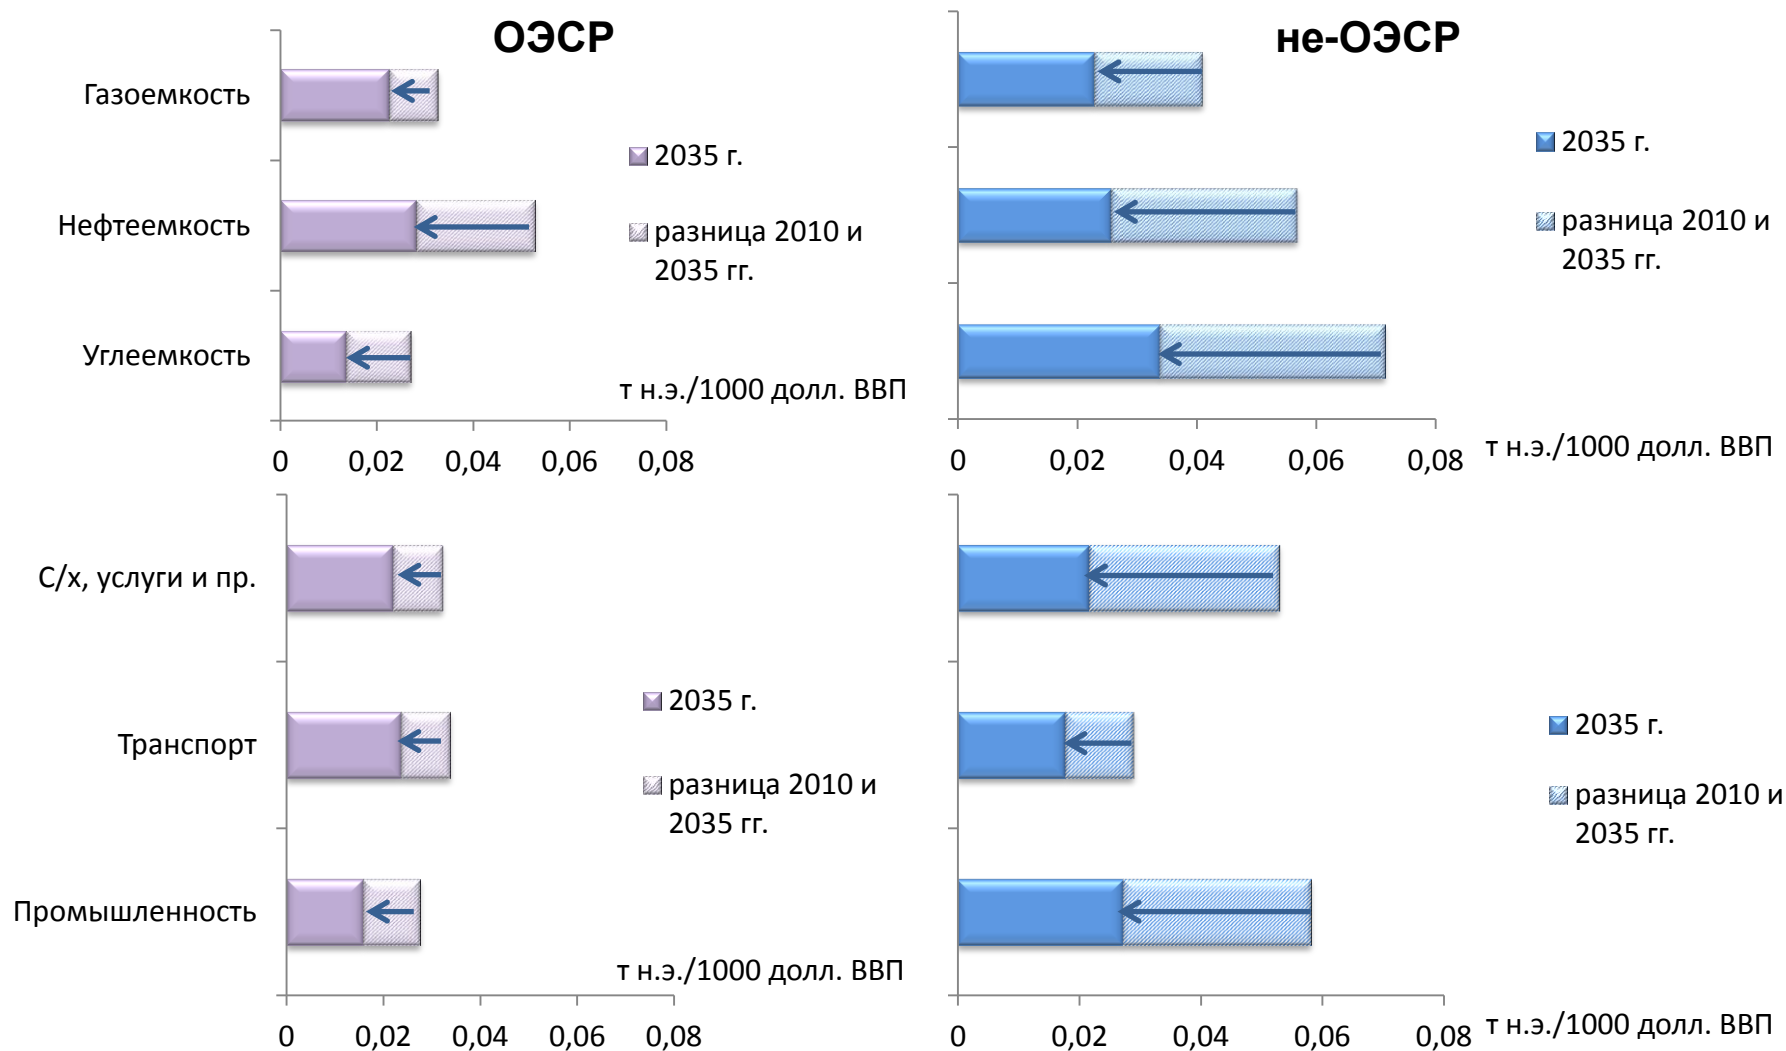 ОЭСР
Газоемкость
Нефтеемкость
Углеемкость
2035 г.
разница 2010 и
2035 гг.
т н.э./1000 долл. ВВП
0 0,02 0,04 0,06 0,08
не-ОЭСР
2035 г.
разница 2010 и
2035 гг.
0 0,02 0,04 0,06 0,08
т н.э./1000 долл. ВВП
С/х, услуги и пр.
Транспорт
Промышленность
2035 г.
разница 2010 и
2035 гг.
т н.э./1000 долл. ВВП
0 0,02 0,04 0,06 0,08
2035 г.
разница 2010 и
2035 гг.
0 0,02 0,04 0,06 0,08
т н.э./1000 долл. ВВП